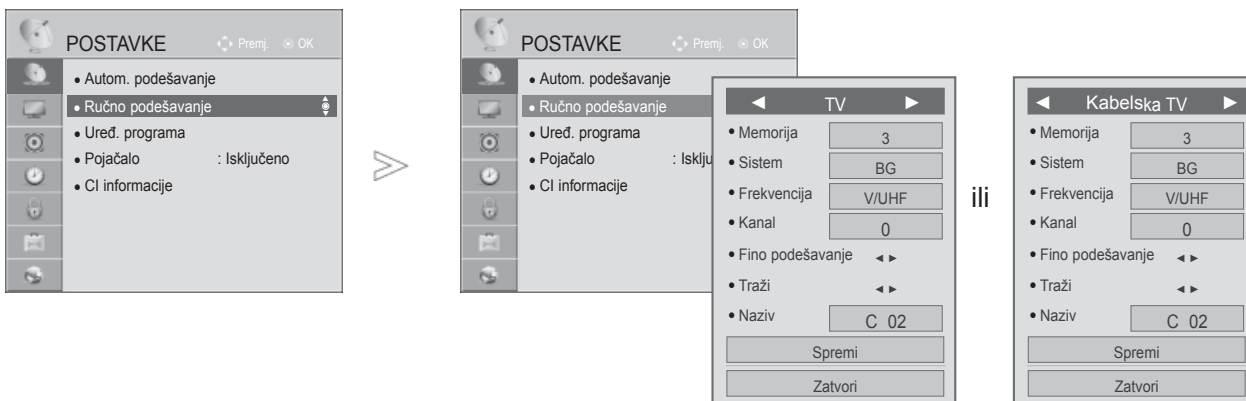 POSTAVKE Premj. OK
• Autom. podešavanje
• Ručno podešavanje
• Uređ. programa
• Pojačalo : Isključeno
• CI informacije
POSTAVKE Premj. OK
• Autom. podešavanje
• Ručno podešavanje
• Uređ. programa
• Pojačalo : Isklju
• CI informacije
◄ TV ►
• Memorija 3
• Sistem BG
• Frekvencija V/UHF
• Kanal 0
• Fino podešavanje ◄ ►
• Traži ◄ ►
• Naziv C 02
Spremi
Zatvori
ili
◄ Kabelska TV ►
• Memorija 3
• Sistem BG
• Frekvencija V/UHF
• Kanal 0
• Fino podešavanje ◄ ►
• Traži ◄ ►
• Naziv C 02
Spremi
Zatvori